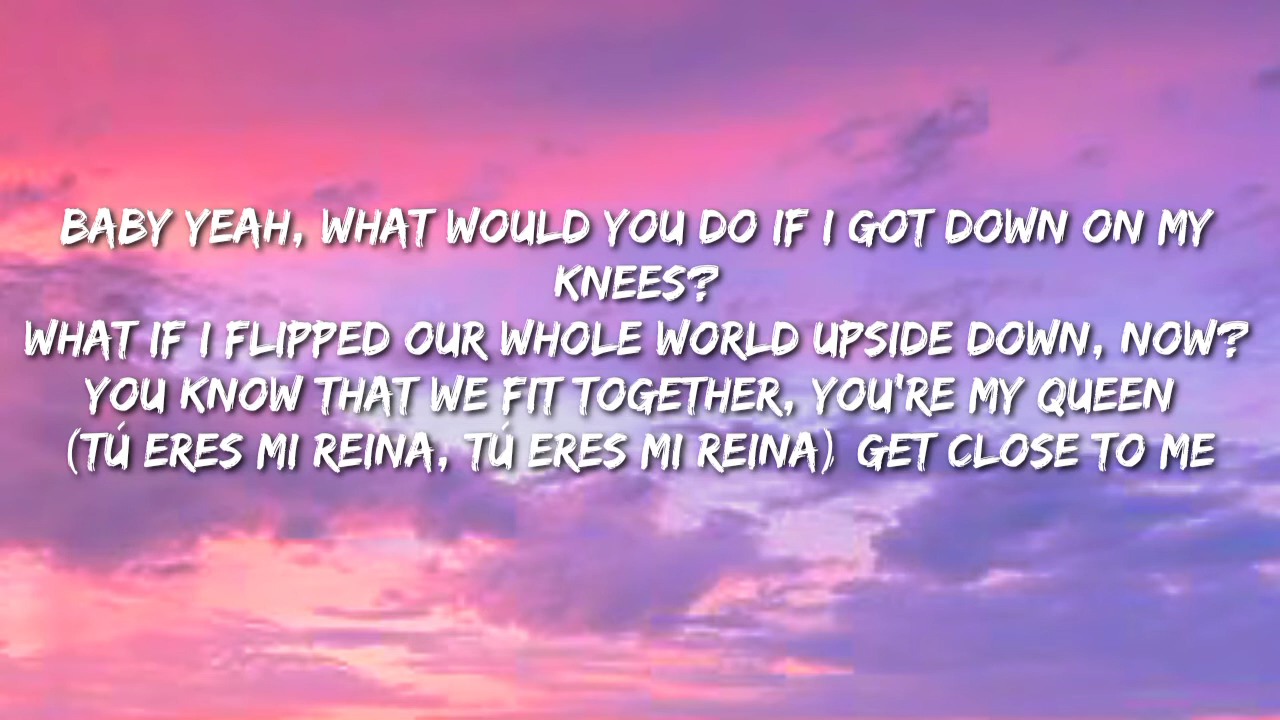 BABY YEAH, WHAT WOULD YOU DO IF I GOT DOWN ON MY
KNEES?
WHAT IF I FLIPPED OUR WHOLE WORLD UPSIDE DOWN, NOW?
YOU KNOW THAT WE FIT TOGETHER, YOU'RE MY QUEEN
(TÚ ERES MI REINA, TÚ ERES MI REINA) GET CLOSE TO ME